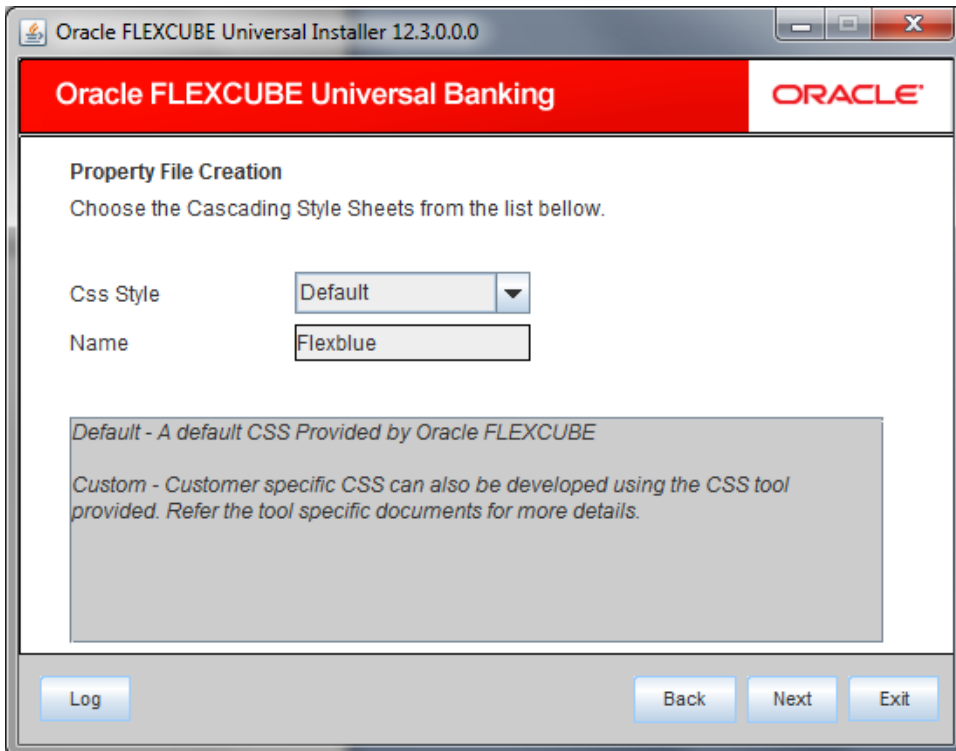 Oracle FLEXCUBE Universal Installer 12.3.0.0.0
Oracle FLEXCUBE Universal Banking
ORACLE
Property File Creation
Choose the Cascading Style Sheets from the list bellow.
Css Style
Default
Name
Flexblue
Default - A default CSS Provided by Oracle FLEXCUBE
Custom - Customer specific CSS can also be developed using the CSS tool
provided. Refer the tool specific documents for more details.
Log
Back
Next
Exit